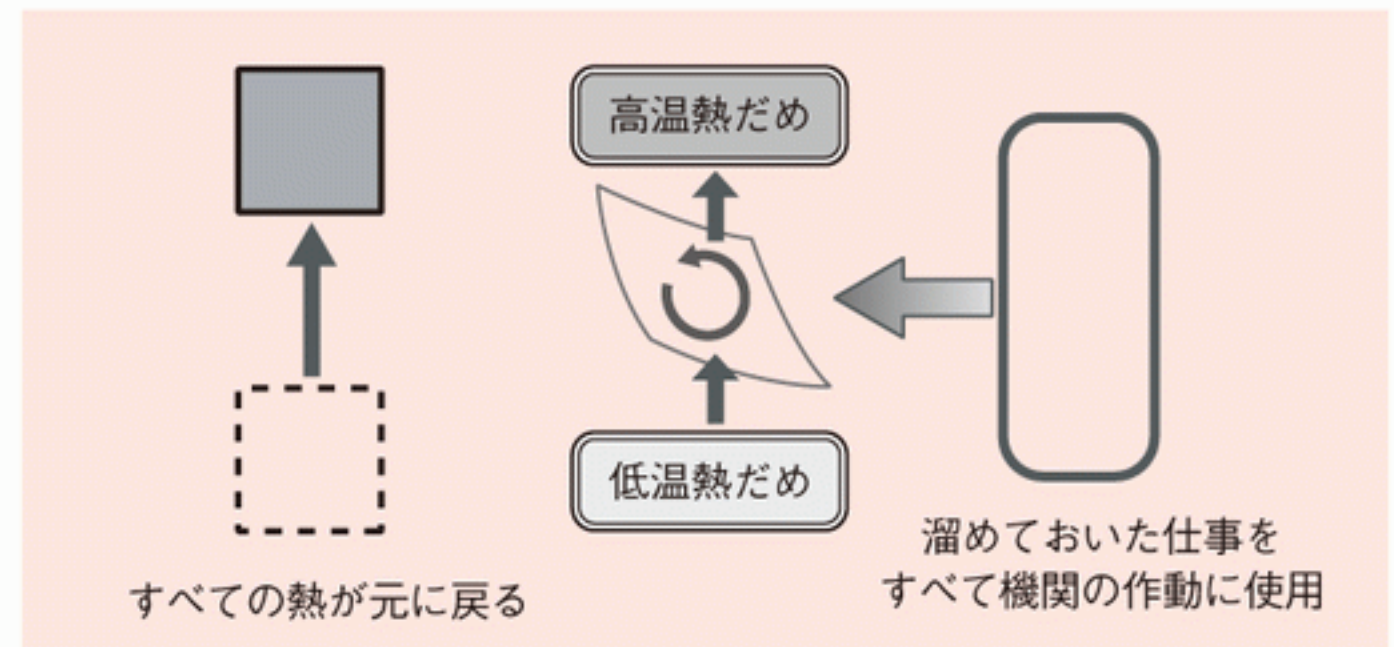 高温熱だめ
低温熱だめ
溜めておいた仕事を
すべて機関の作動に使用
すべての熱が元に戻る